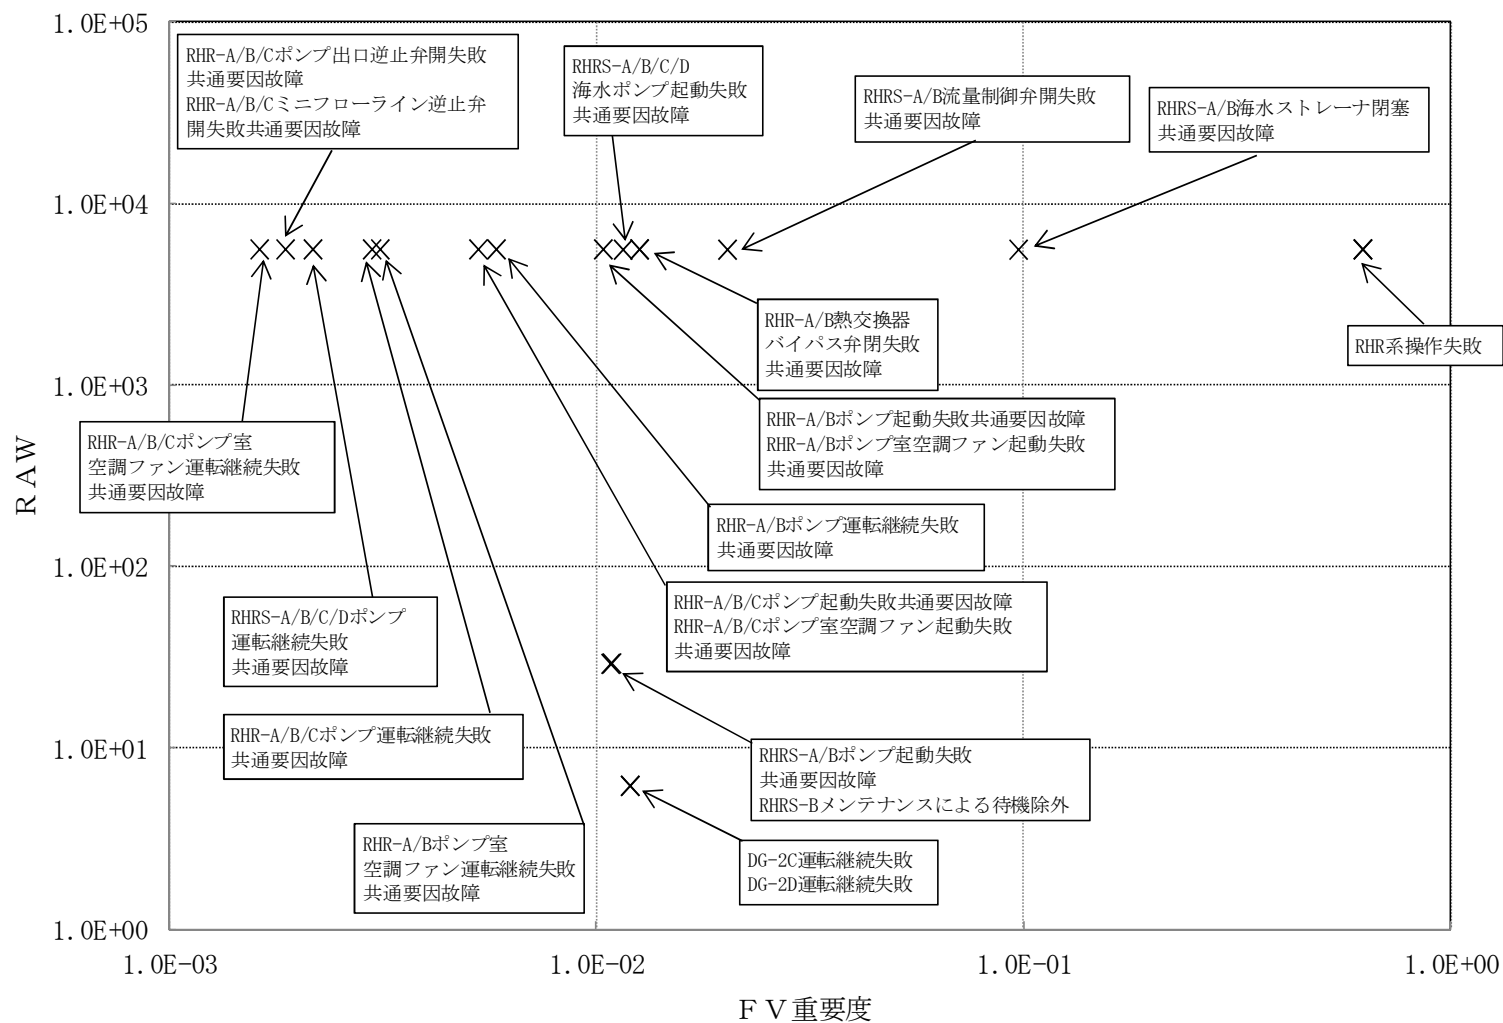 1.0E+05
1.0E+04
1.0E+03
1.0E+02
1.0E+01
1.0E+00
RAW
1.0E-03
1.0E-02
1.0E-01
1.0E+00
ＦＶ重要度
RHR-A/B/Cポンプ出口逆止弁開失敗
共通要因故障
RHR-A/B/Cミニフローライン逆止弁
開失敗共通要因故障
RHRS-A/B/C/D
海水ポンプ起動失敗
共通要因故障
RHRS-A/B流量制御弁開失敗
共通要因故障
RHRS-A/B海水ストレーナ閉塞
共通要因故障
RHR-A/B熱交換器
バイパス弁閉失敗
共通要因故障
RHR系操作失敗
RHR-A/B/Cポンプ室
空調ファン運転継続失敗
共通要因故障
RHR-A/Bポンプ起動失敗共通要因故障
RHR-A/Bポンプ室空調ファン起動失敗
共通要因故障
RHR-A/Bポンプ運転継続失敗
共通要因故障
RHRS-A/B/C/Dポンプ
運転継続失敗
共通要因故障
RHR-A/B/Cポンプ起動失敗共通要因故障
RHR-A/B/Cポンプ室空調ファン起動失敗
共通要因故障
RHR-A/B/Cポンプ運転継続失敗
共通要因故障
RHRS-A/Bポンプ起動失敗
共通要因故障
RHRS-Bメンテナンスによる待機除外
RHR-A/Bポンプ室
空調ファン運転継続失敗
共通要因故障
DG-2C運転継続失敗
DG-2D運転継続失敗